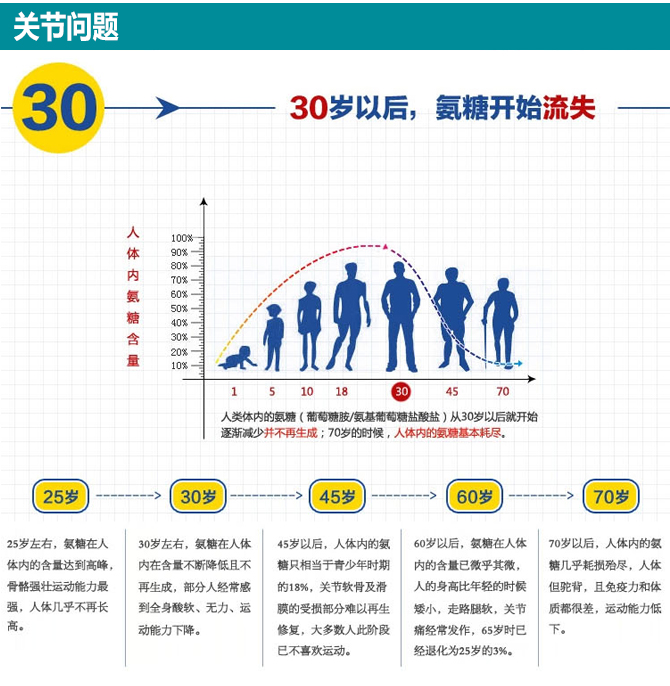 关节问题
30
30岁以后，氨糖开始流失
人体内氨糖含量
100%
90%
80%
70%
60%
50%
40%
30%
20%
10%
1 5 10 18 30 45 70
人类体内的氨糖（葡萄糖胺/氨基葡萄糖盐酸盐）从30岁以后就开始
逐渐减少并不再生成；70岁的时候，人体内的氨糖基本耗尽。
25岁 30岁 45岁 60岁 70岁
25岁左右，氨糖在人
体内的含量达到高峰，
骨骼强壮运动能力最
强，人体几乎不再长
高。
30岁左右，氨糖在人体
内在含量不断降低且不
再生成，部分人经常感
到全身酸软、无力、运
动能力下降。
45岁以后，人体内的氨
糖只相当于青少年时期
的18%，关节软骨及滑
膜的受损部分难以再生
修复，大多数人此阶段
已不喜欢运动。
60岁以后，氨糖在人体
内的含量已微乎其微，
人的身高比年轻的时候
矮小，走路腿软，关节
痛经常发作，65岁时已
经退化为25岁的3%。
70岁以后，人体内的氨
糖几乎耗损殆尽，人体
但驼背，且免疫力和体
质都很差，运动能力低
下。